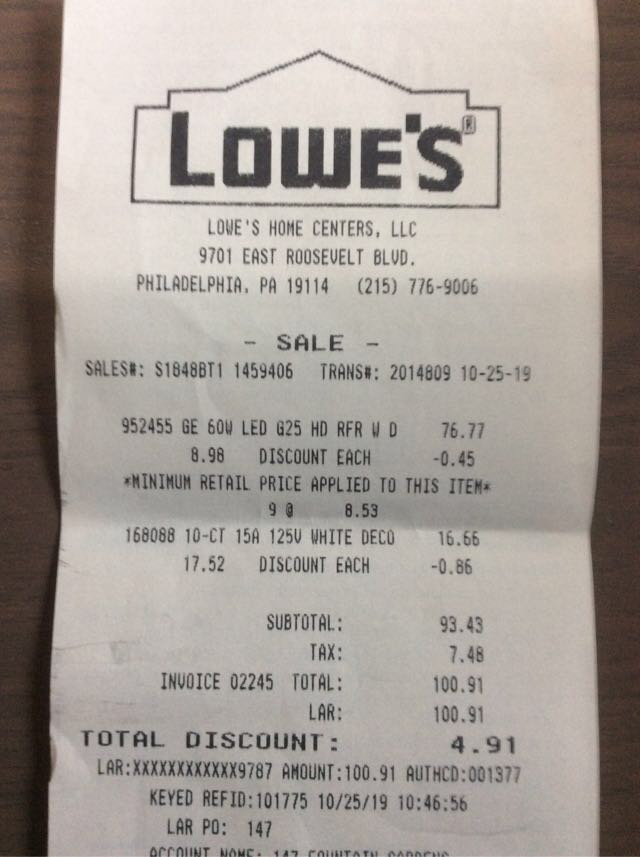 LOWE'S®
LOWE'S HOME CENTERS, LLC
9701 EAST ROOSEVELT BLVD.
PHILADELPHIA, PA 19114 (215) 776-9006
- SALE -
SALES#: S1848BT1 1459406 TRANS#: 2014809 10-25-19
952455 GE 60W LED G25 HD RFR W D 76.77
8.98 DISCOUNT EACH -0.45
*MINIMUM RETAIL PRICE APPLIED TO THIS ITEM*
9 @ 8.53
168088 10-CT 15A 125V WHITE DECO 16.66
17.52 DISCOUNT EACH -0.86
SUBTOTAL: 93.43
TAX: 7.48
INVOICE 02245 TOTAL: 100.91
LAR: 100.91
TOTAL DISCOUNT: 4.91
LAR:XXXXXXXXXXXX9787 AMOUNT:100.91 AUTHCD:001377
KEYED REFID:101775 10/25/19 10:46:56
LAR PO: 147
ACCOUNT NAME: 147 FOUNTAIN GARDENS